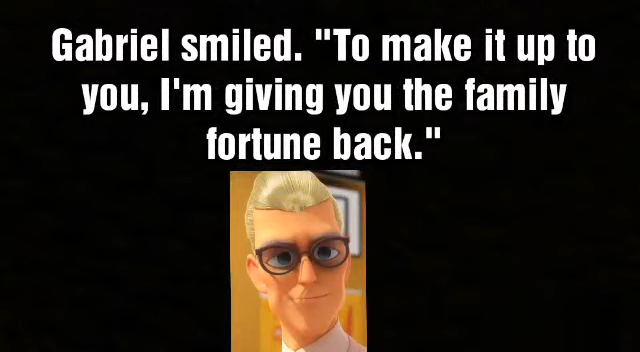 Gabriel smiled. "To make it up to
you, I'm giving you the family
fortune back."